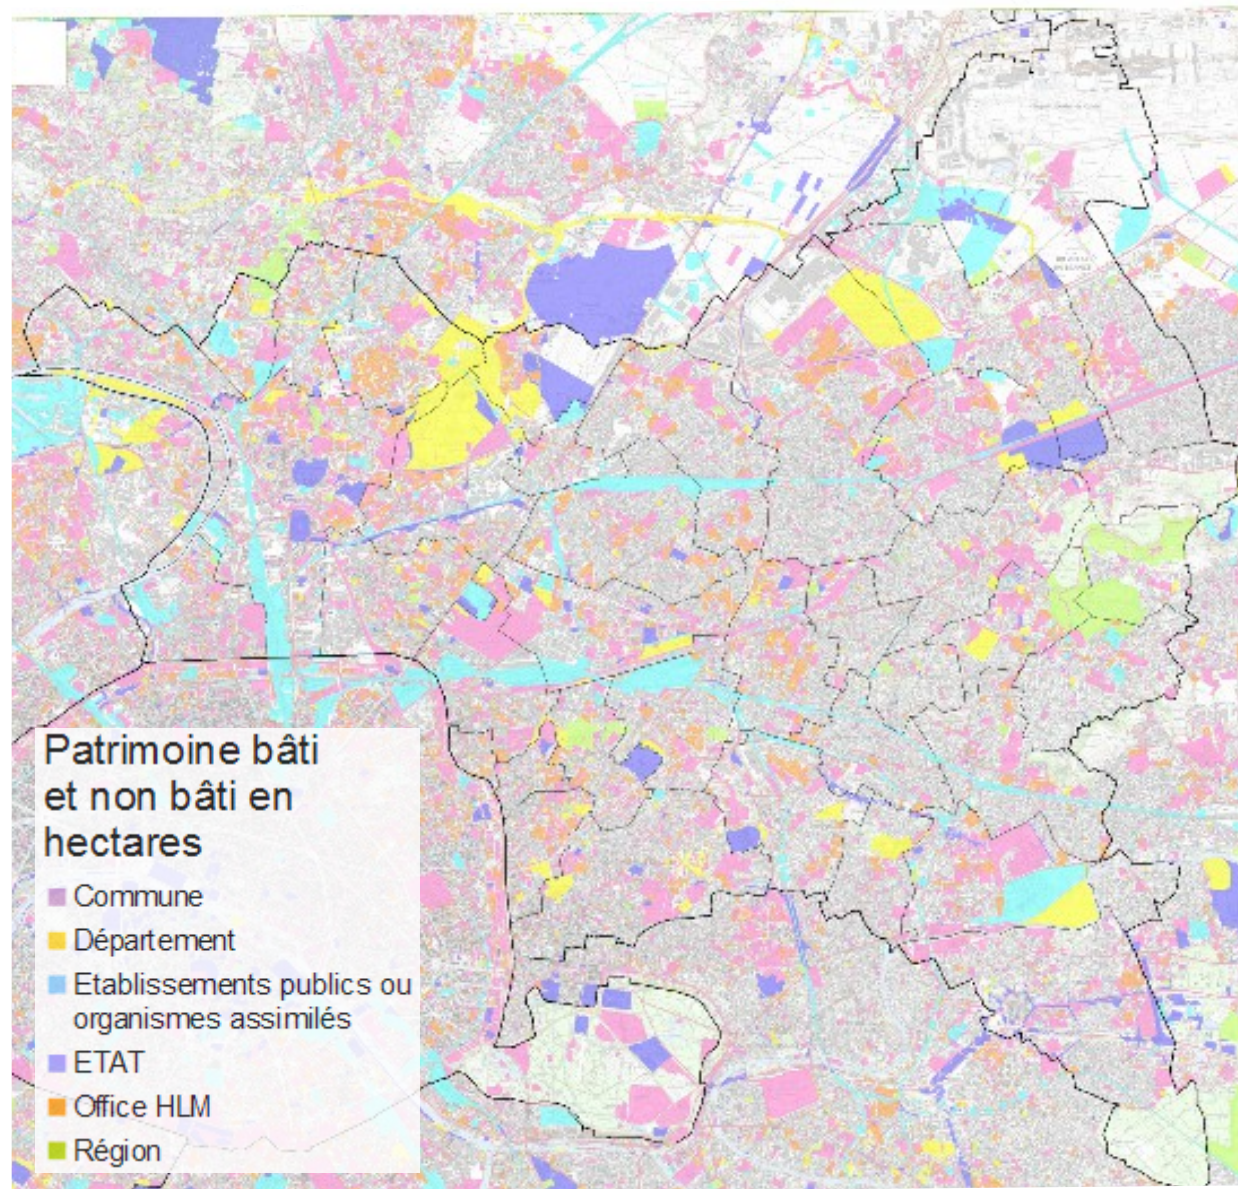 Patrimoine bâti
et non bâti en
hectares
Commune
Département
Etablissements publics ou
organismes assimilés
ETAT
Office HLM
Région